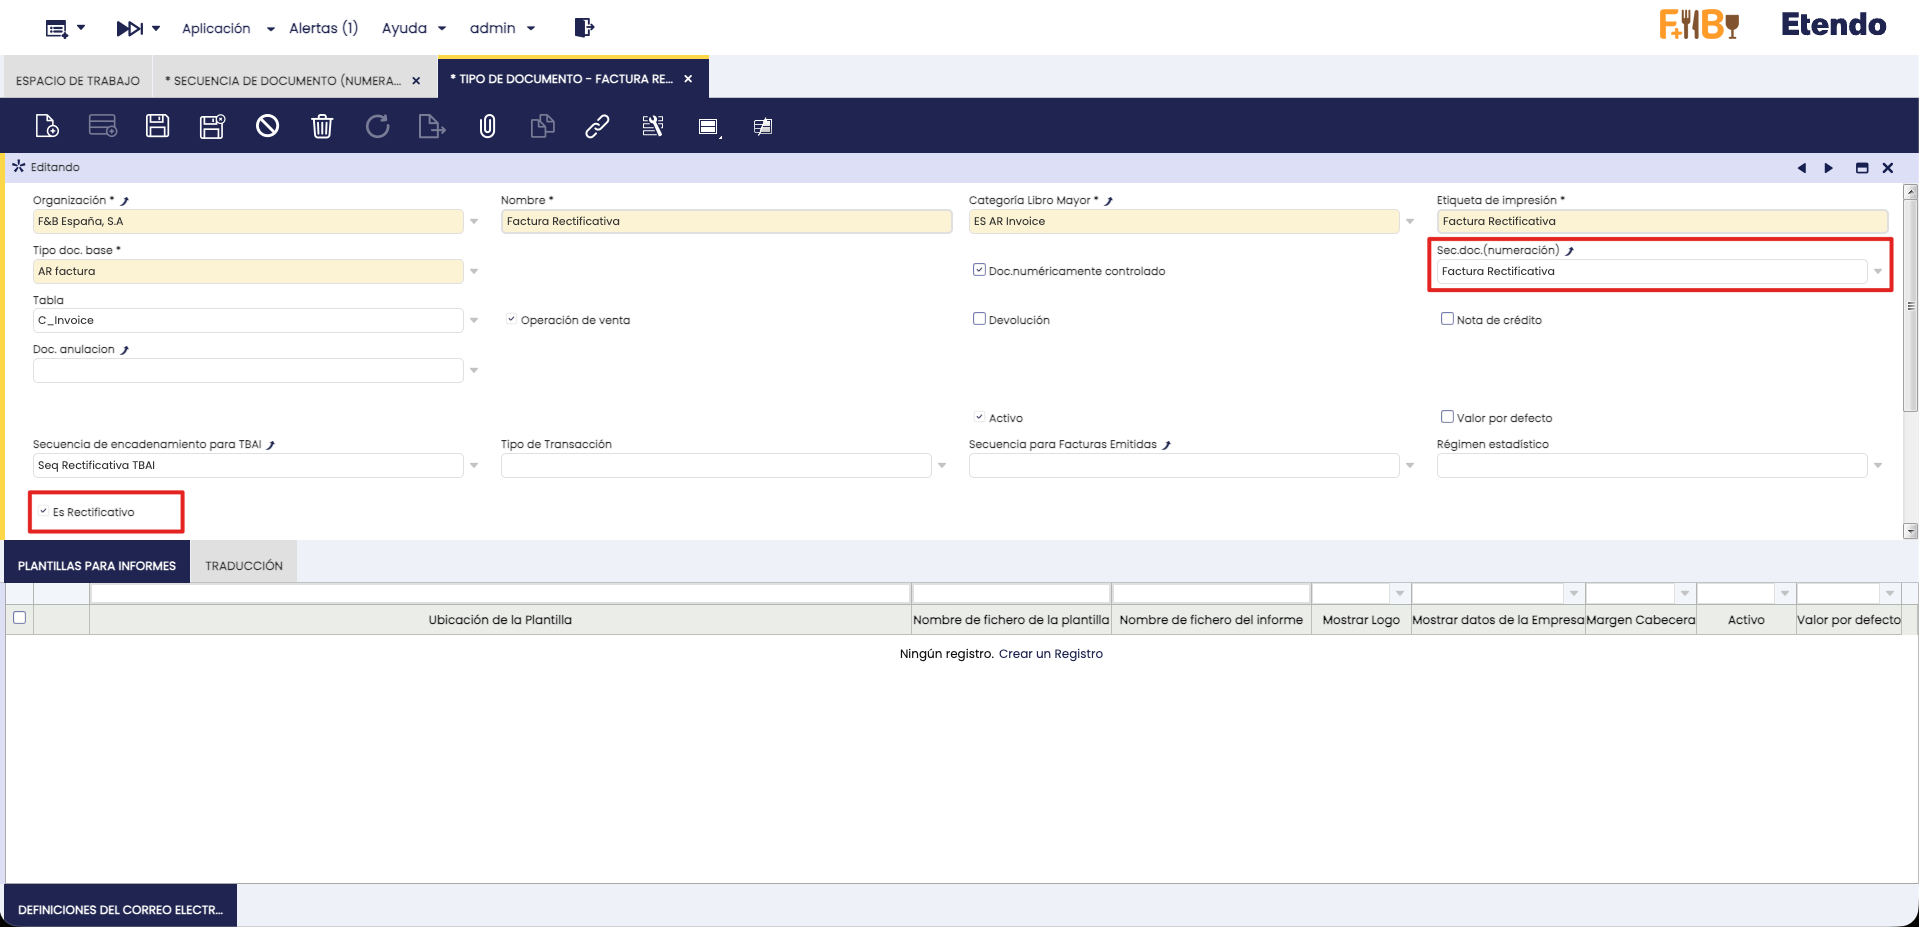 Aplicación
Alertas (1)
Ayuda
admin
F+B
Etendo
ESPACIO DE TRABAJO
* SECUENCIA DE DOCUMENTO (NUMERA...
* TIPO DE DOCUMENTO - FACTURA RE...
Editando
Organización *
Nombre *
Categoría Libro Mayor *
Etiqueta de impresión *
F&B España, S.A
Factura Rectificativa
ES AR Invoice
Factura Rectificativa
Tipo doc. base *
Sec.doc.(numeración)
AR factura
Doc.numéricamente controlado
Factura Rectificativa
Tabla
C_Invoice
Operación de venta
Devolución
Nota de crédito
Doc. anulacion
Activo
Valor por defecto
Secuencia de encadenamiento para TBAI
Tipo de Transacción
Secuencia para Facturas Emitidas
Régimen estadístico
Seq Rectificativa TBAI
Es Rectificativo
PLANTILLAS PARA INFORMES
TRADUCCIÓN
Ubicación de la Plantilla
Nombre de fichero de la plantilla
Nombre de fichero del informe
Mostrar Logo
Mostrar datos de la Empresa
Margen Cabecera
Activo
Valor por defecto
Ningún registro. Crear un Registro
DEFINICIONES DEL CORREO ELECTR...